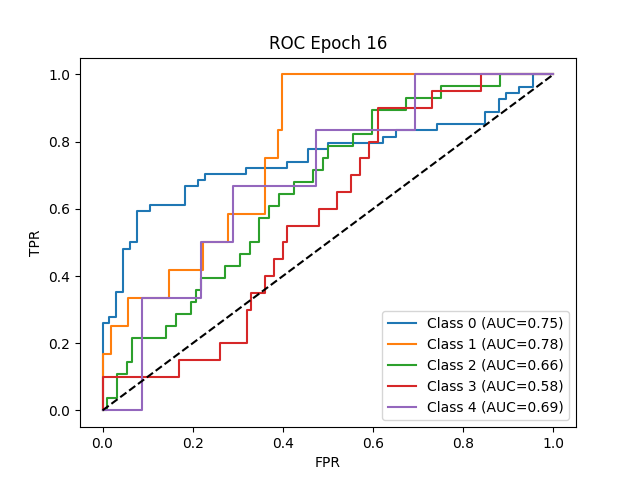 ROC Epoch 16
TPR
1.0
0.8
0.6
0.4
0.2
0.0
Class 0 (AUC=0.75)
Class 1 (AUC=0.78)
Class 2 (AUC=0.66)
Class 3 (AUC=0.58)
Class 4 (AUC=0.69)
0.0 0.2 0.4 0.6 0.8 1.0
FPR